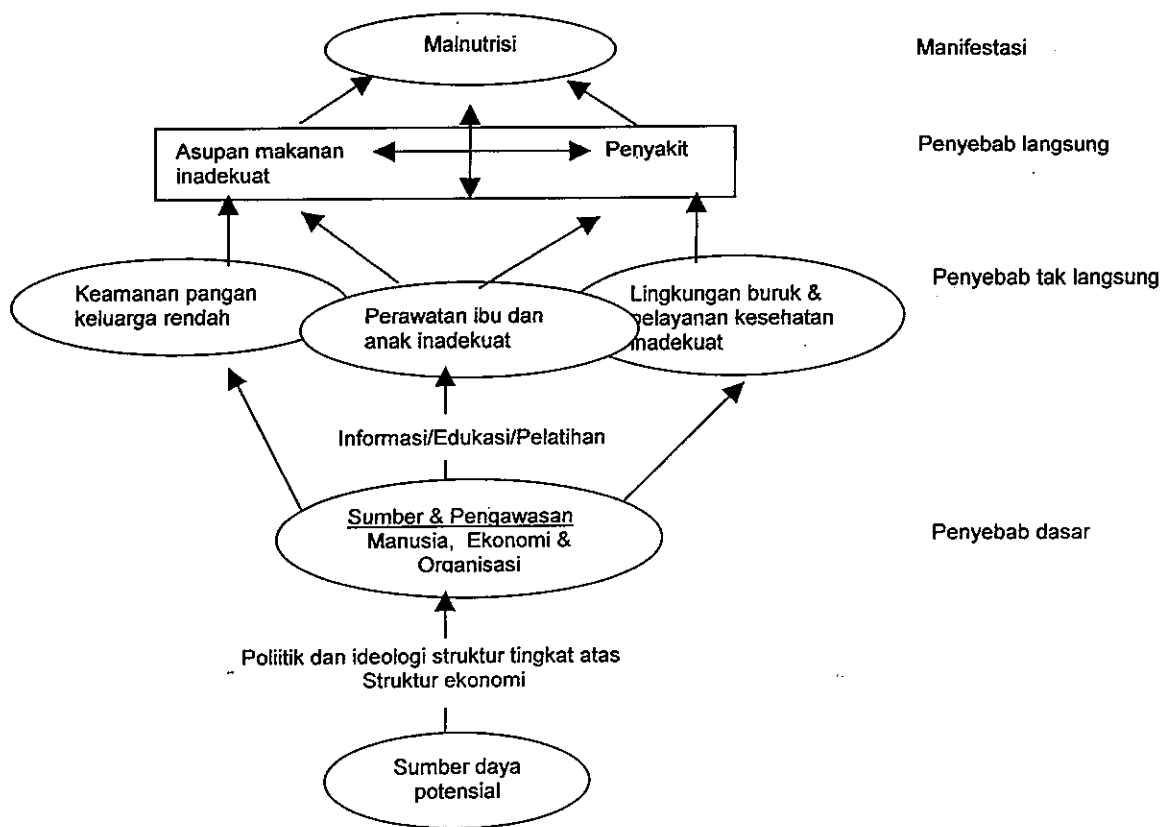 Malnutrisi
Manifestasi
Asupan makanan
inadekuat
Penyakit
Penyebab langsung
Keamanan pangan
keluarga rendah
Perawatan ibu dan
anak inadekuat
Lingkungan buruk &
pelayanan kesehatan
inadekuat
Penyebab tak langsung
Informasi/Edukasi/Pelatihan
Sumber & Pengawasan
Manusia, Ekonomi &
Organisasi
Penyebab dasar
Poliitik dan ideologi struktur tingkat atas
Struktur ekonomi
Sumber daya
potensial